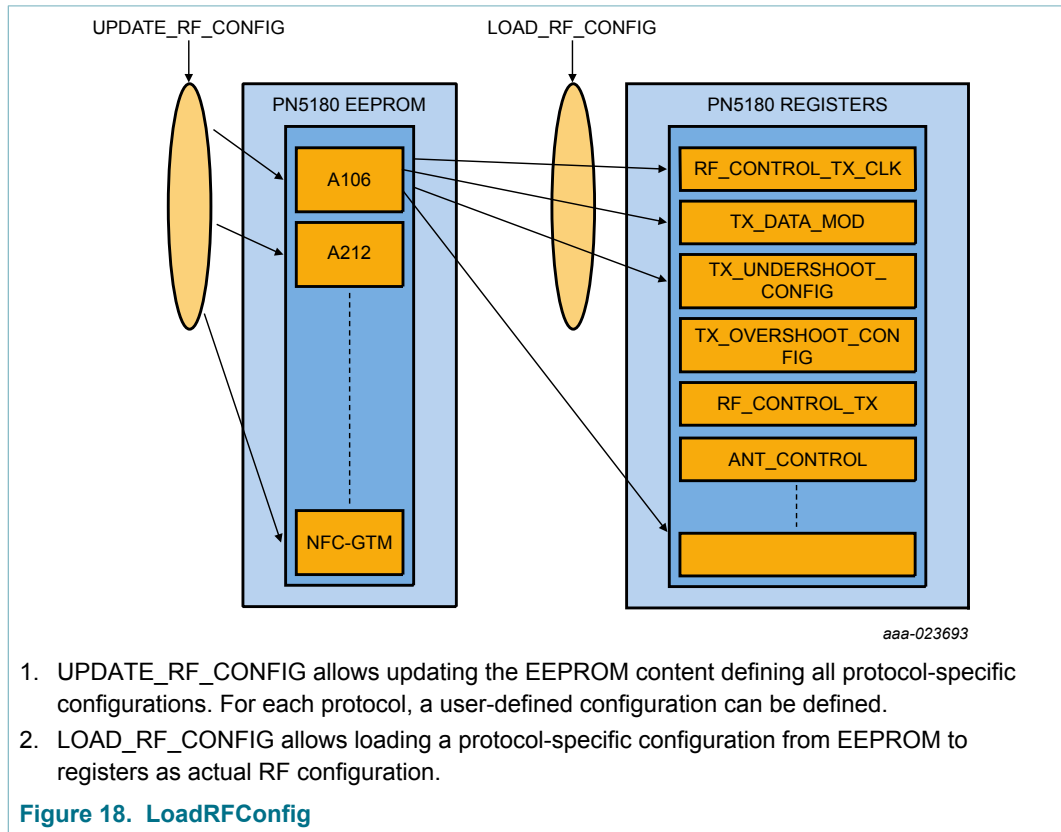 UPDATE_RF_CONFIG
LOAD_RF_CONFIG
PN5180 EEPROM
A106
A212
NFC-GTM
PN5180 REGISTERS
RF_CONTROL_TX_CLK
TX_DATA_MOD
TX_UNDERSHOOT_
CONFIG
TX_OVERSHOOT_CON
FIG
RF_CONTROL_TX
ANT_CONTROL
aaa-023693
1. UPDATE_RF_CONFIG allows updating the EEPROM content defining all protocol-specific
configurations. For each protocol, a user-defined configuration can be defined.
2. LOAD_RF_CONFIG allows loading a protocol-specific configuration from EEPROM to
registers as actual RF configuration.
Figure 18. LoadRFConfig